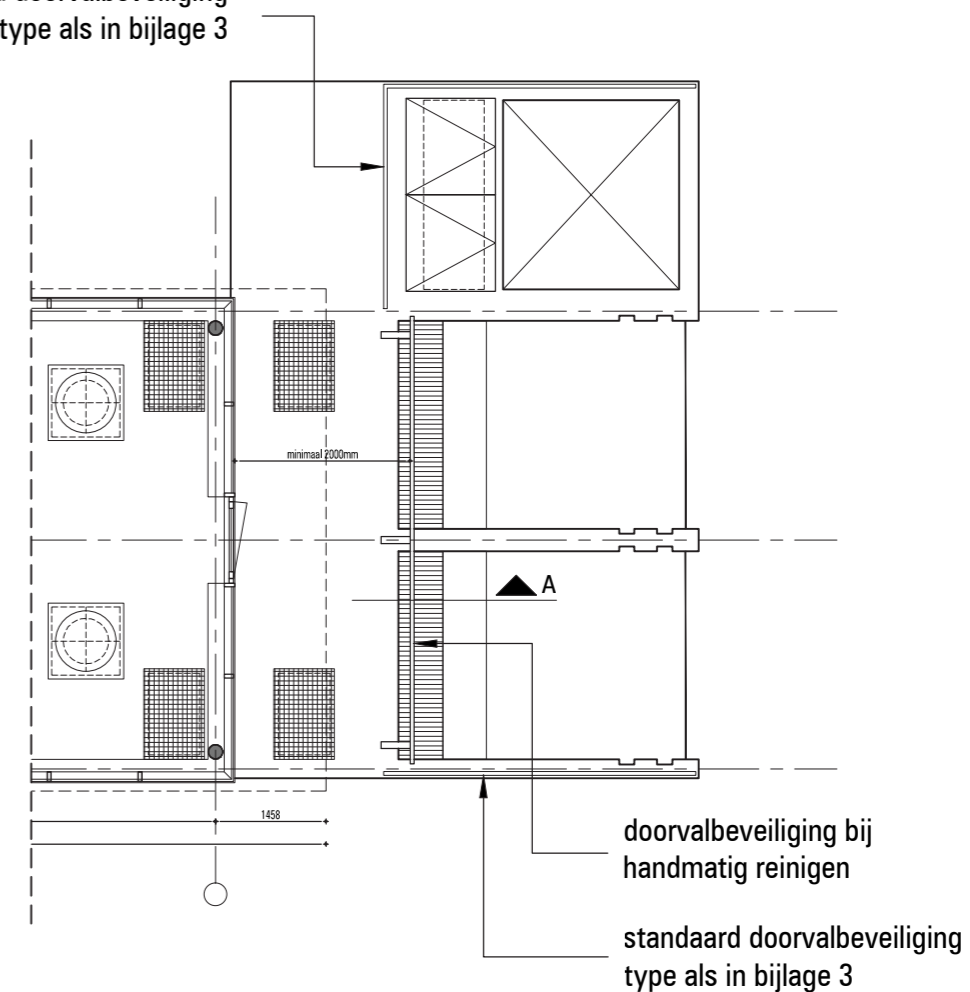 doorvalbeveiliging
type als in bijlage 3
minimaal 2000mm
A
1458
doorvalbeveiliging bij
handmatig reinigen
standaard doorvalbeveiliging
type als in bijlage 3